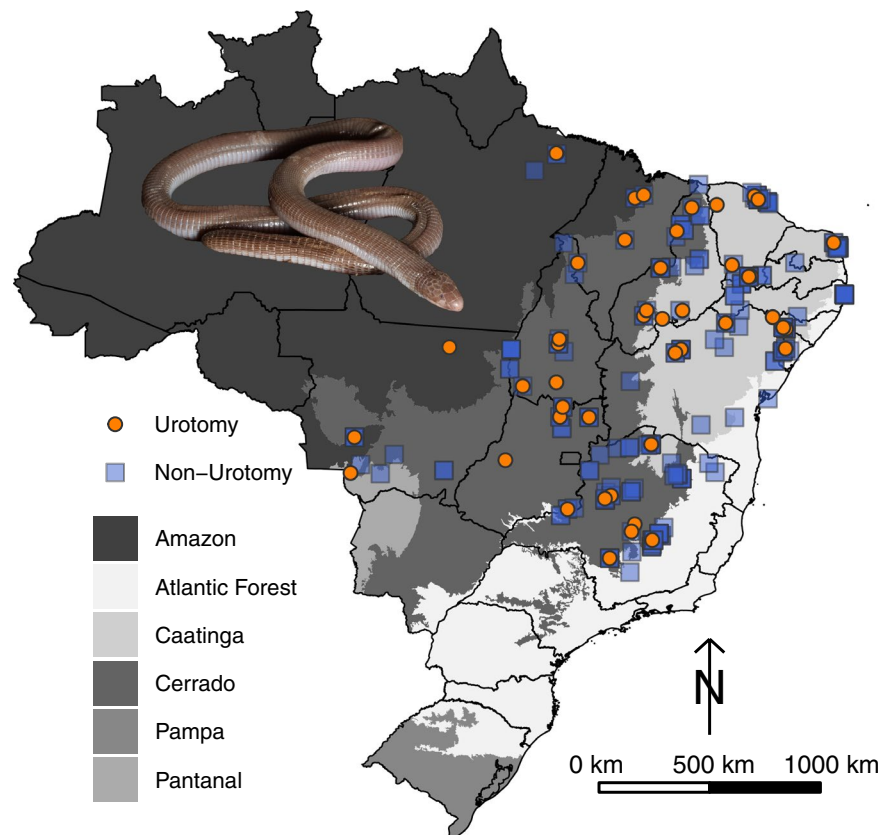 Urotomy
Non−Urotomy
Amazon
Atlantic Forest
Caatinga
Cerrado
Pampa
Pantanal
N
0 km 500 km 1000 km